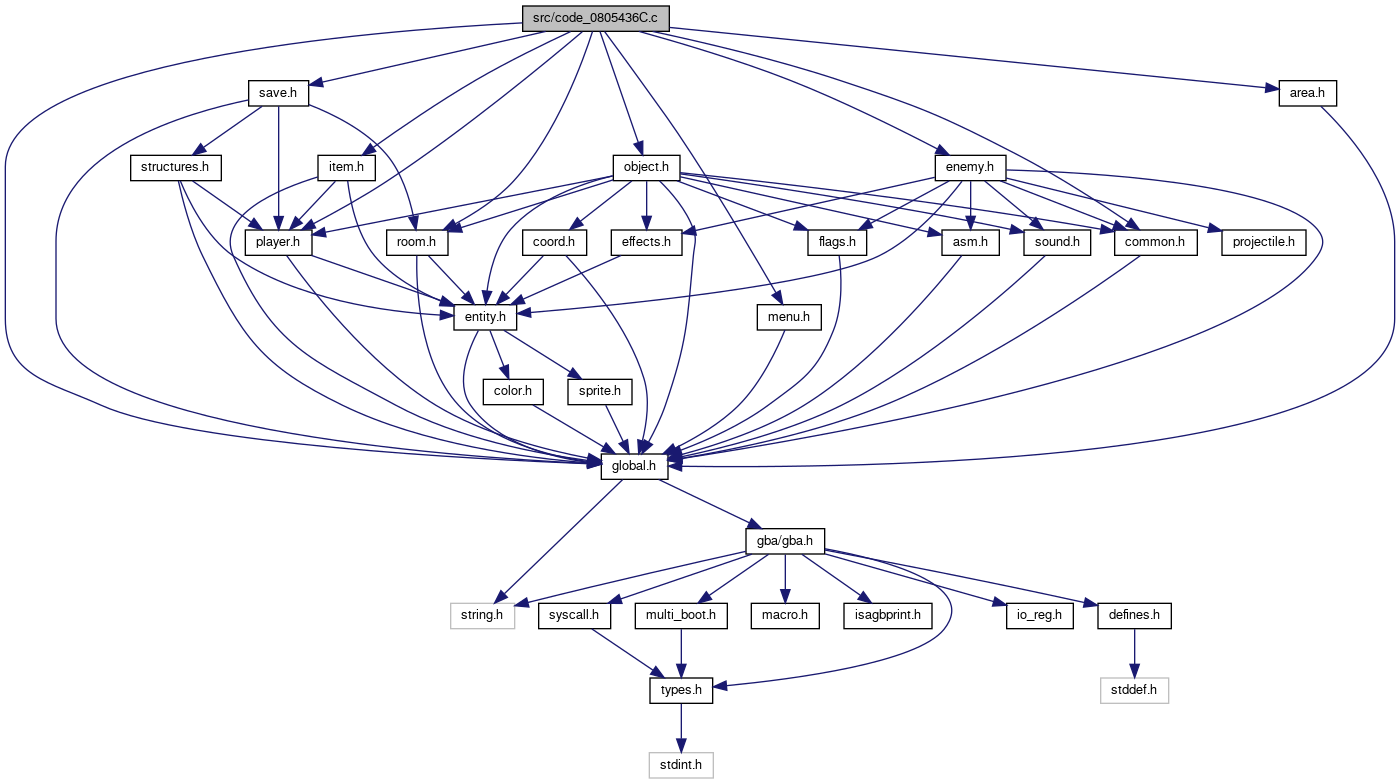 src/code_0805436C.c
save.h
area.h
structures.h
item.h
object.h
enemy.h
player.h
room.h
coord.h
effects.h
flags.h
asm.h
sound.h
common.h
projectile.h
entity.h
menu.h
color.h
sprite.h
global.h
gba/gba.h
string.h
syscall.h
multi_boot.h
macro.h
isagbprint.h
io_reg.h
defines.h
types.h
stddef.h
stdint.h